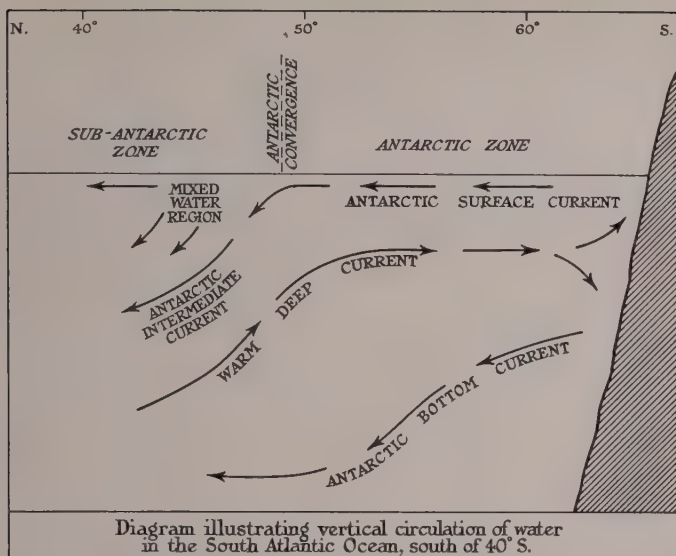 N. 40° 50° 60° S.
ANTARCTIC
CONVERGENCE
SUB-ANTARCTIC
ZONE
ANTARCTIC ZONE
MIXED
WATER
REGION
ANTARCTIC SURFACE CURRENT
ANTARCTIC
INTERMEDIATE
CURRENT
WARM DEEP CURRENT
ANTARCTIC BOTTOM CURRENT
Diagram illustrating vertical circulation of water
in the South Atlantic Ocean, south of 40° S.